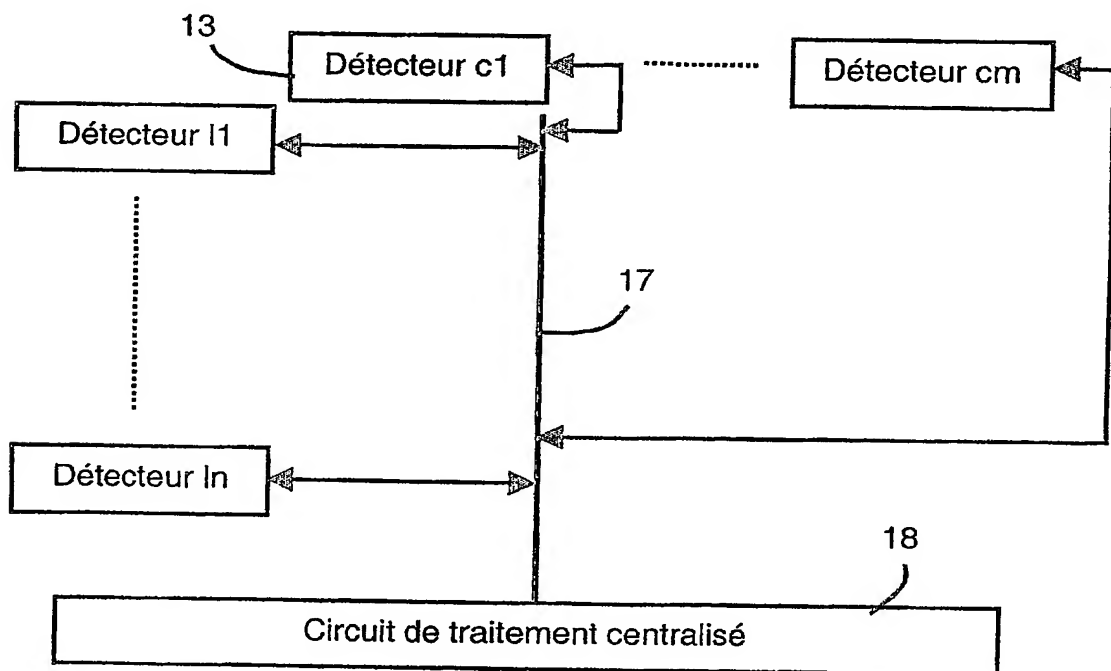 13
Détecteur c1
Détecteur cm
Détecteur l1
17
Détecteur ln
18
Circuit de traitement centralisé